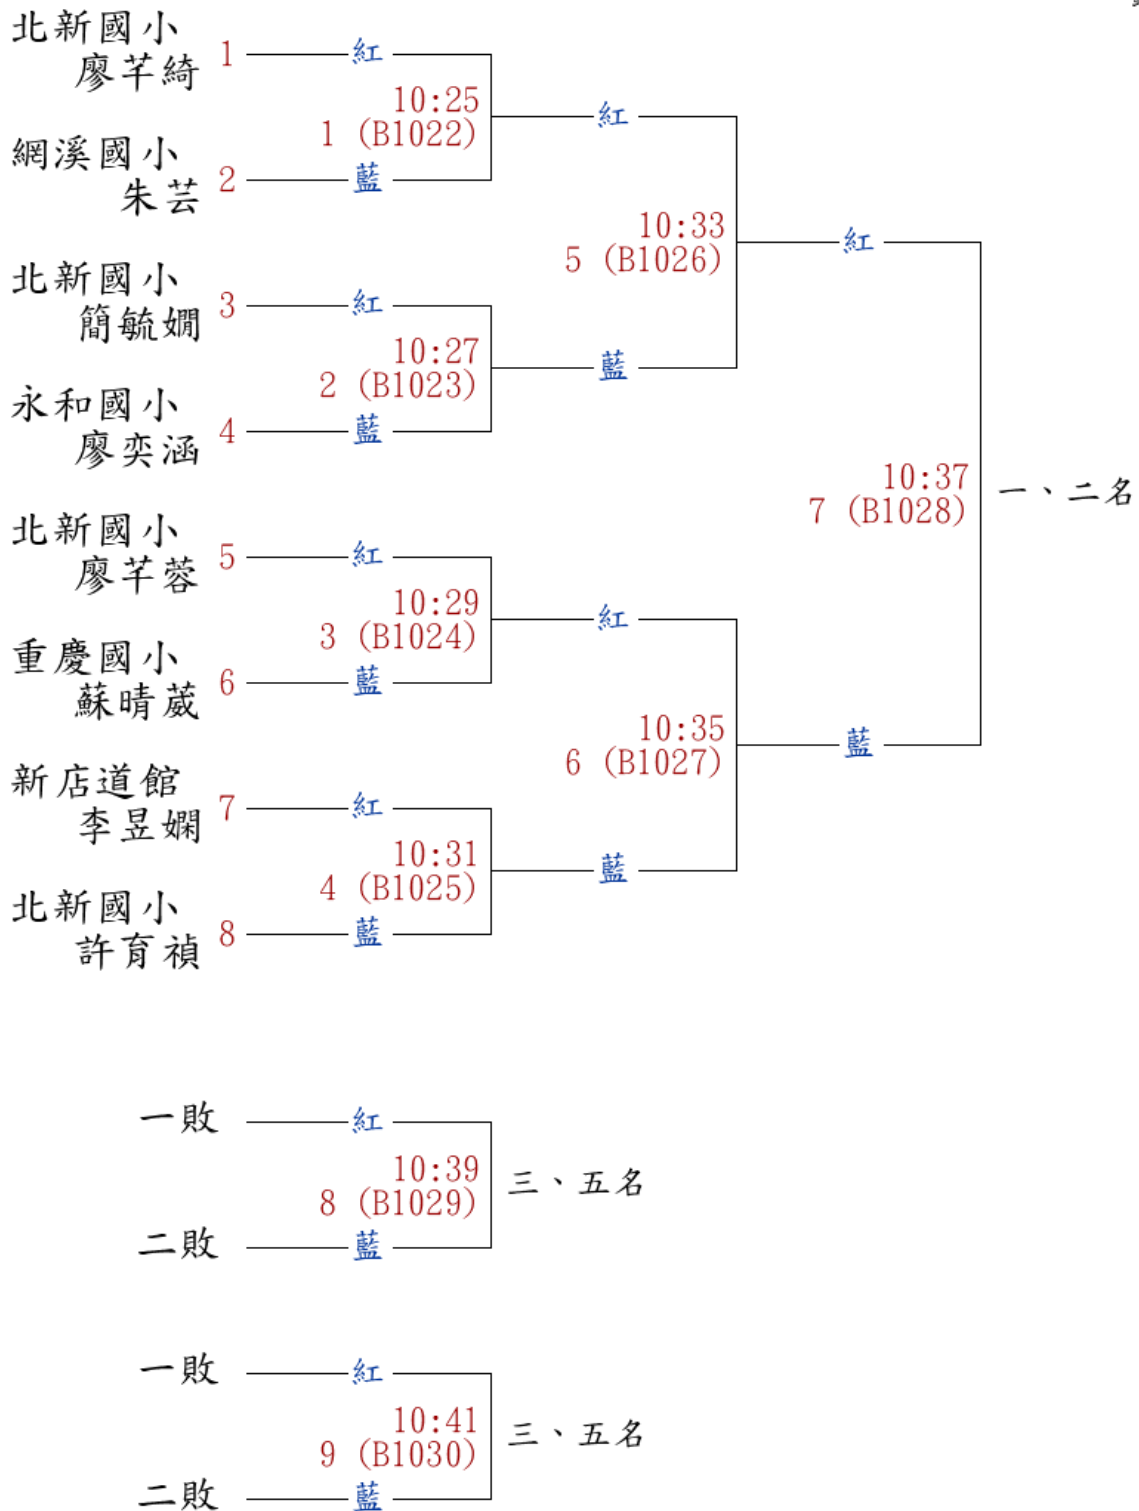 北新國小
廖芊綺
1
紅
10:25
1 (B1022)
紅
網溪國小
朱芸
2
藍
10:33
5 (B1026)
紅
北新國小
簡毓嫺
3
紅
10:27
2 (B1023)
藍
永和國小
廖奕涵
4
藍
10:37
7 (B1028)
一、二名
北新國小
廖芊蓉
5
紅
10:29
3 (B1024)
紅
重慶國小
蘇晴葳
6
藍
10:35
6 (B1027)
藍
新店道館
李昱嫻
7
紅
10:31
4 (B1025)
藍
北新國小
許育禎
8
藍
一敗
紅
10:39
8 (B1029)
三、五名
二敗
藍
一敗
紅
10:41
9 (B1030)
三、五名
二敗
藍